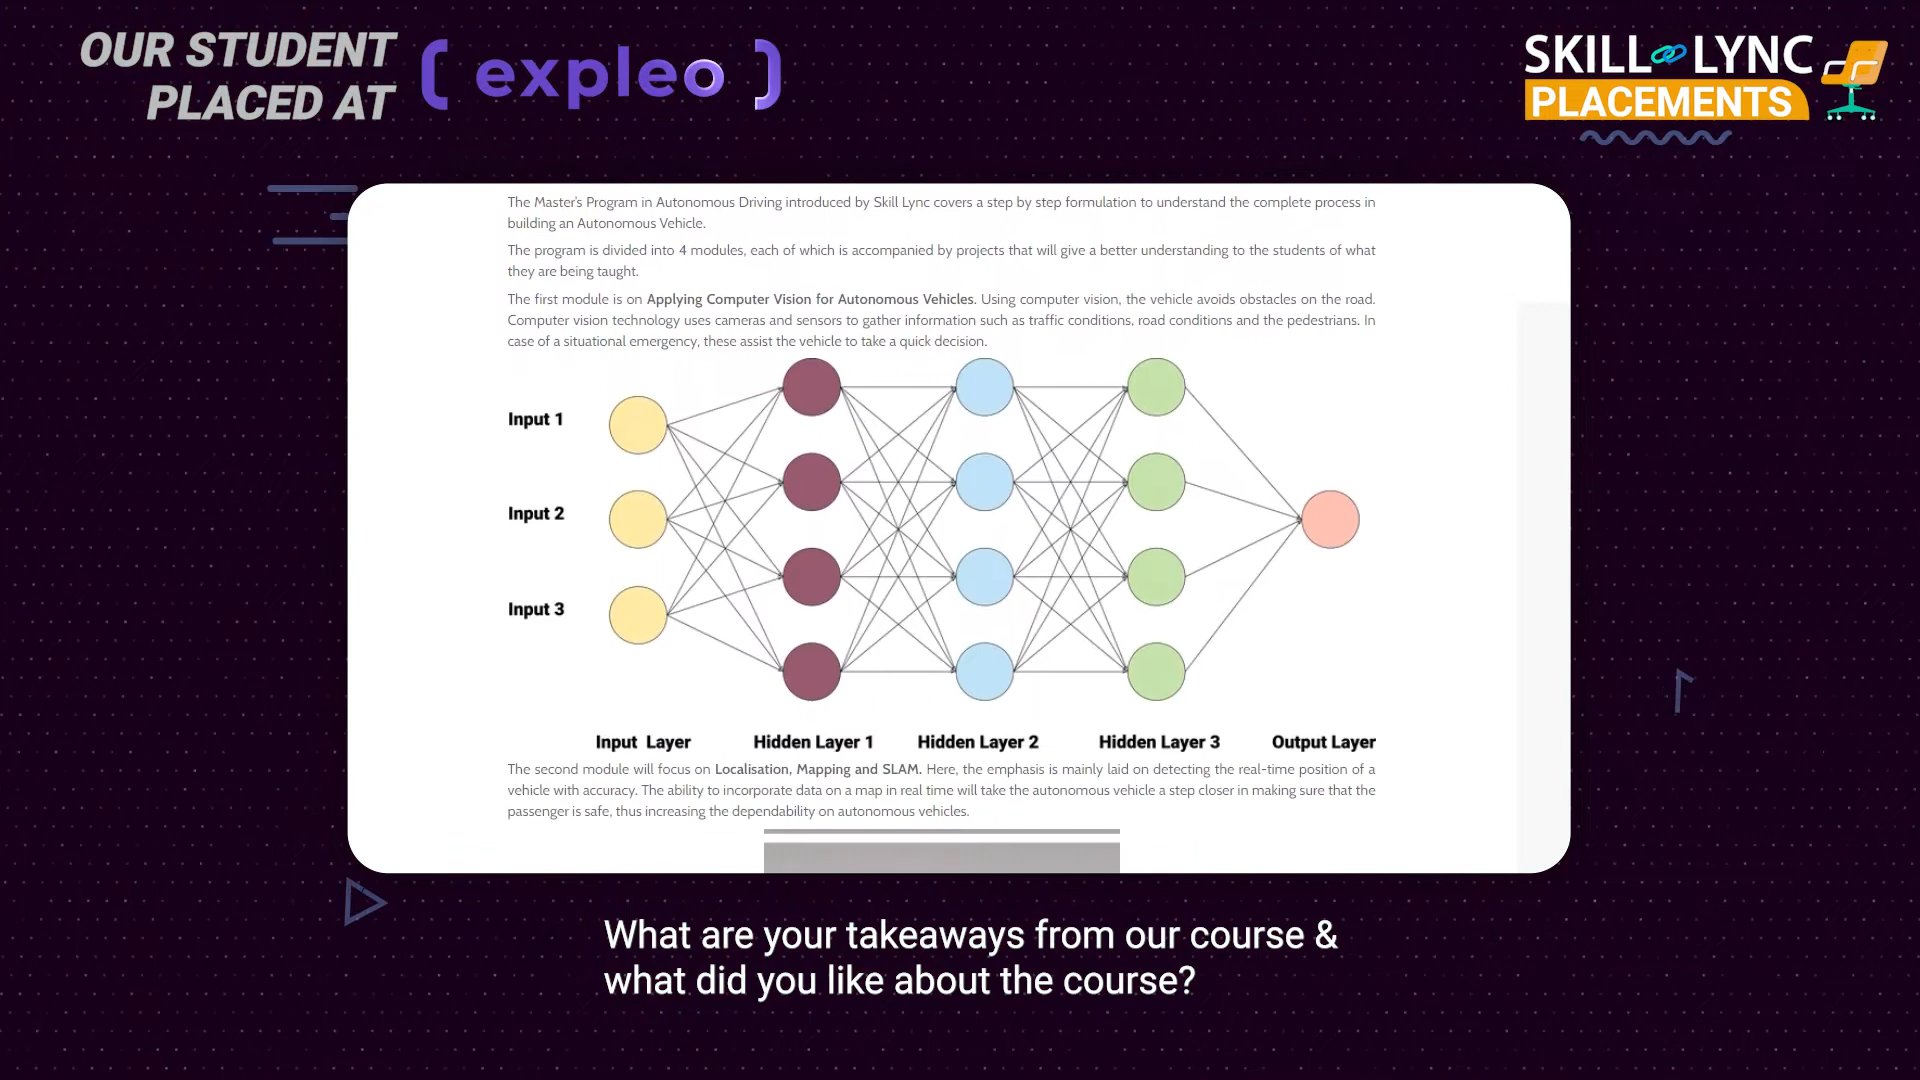 OUR STUDENT
PLACED AT
expleo
SKILL LYNC
PLACEMENTS
The Master's Program in Autonomous Driving introduced by Skill Lync covers a step by step formulation to understand the complete process in
building an Autonomous Vehicle.
The program is divided into 4 modules, each of which is accompanied by projects that will give a better understanding to the students of what
they are being taught.
The first module is on Applying Computer Vision for Autonomous Vehicles. Using computer vision, the vehicle avoids obstacles on the road.
Computer vision technology uses cameras and sensors to gather information such as traffic conditions, road conditions and the pedestrians. In
case of a situational emergency, these assist the vehicle to take a quick decision.
Input 1
Input 2
Input 3
Input Layer Hidden Layer 1 Hidden Layer 2 Hidden Layer 3 Output Layer
The second module will focus on Localisation, Mapping and SLAM. Here, the emphasis is mainly laid on detecting the real-time position of a
vehicle with accuracy. The ability to incorporate data on a map in real time will take the autonomous vehicle a step closer in making sure that the
passenger is safe, thus increasing the dependability on autonomous vehicles.
What are your takeaways from our course &
what did you like about the course?